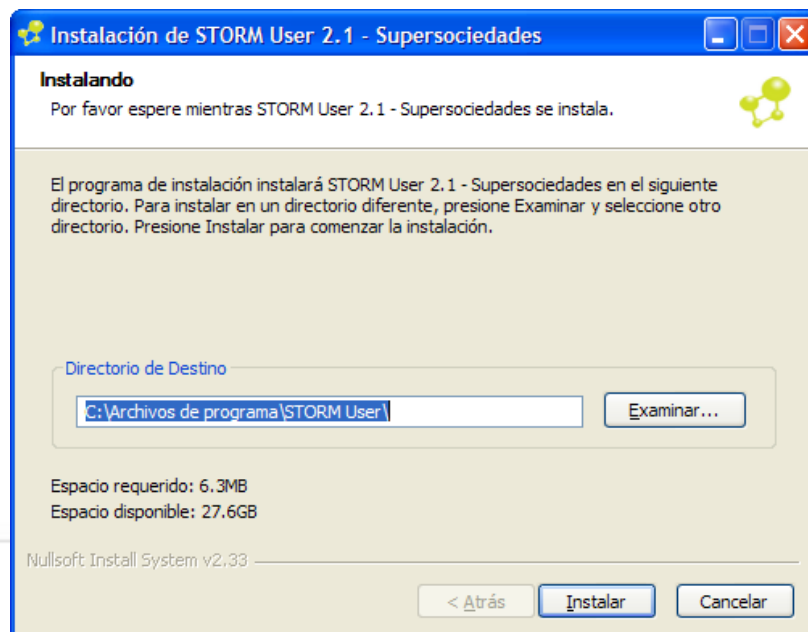 Instalación de STORM User 2.1 - Supersociedades
Instalando
Por favor espere mientras STORM User 2.1 - Supersociedades se instala.
El programa de instalación instalará STORM User 2.1 - Supersociedades en el siguiente
directorio. Para instalar en un directorio diferente, presione Examinar y seleccione otro
directorio. Presione Instalar para comenzar la instalación.
Directorio de Destino
C:\Archivos de programa\STORM User\
Examinar...
Espacio requerido: 6.3MB
Espacio disponible: 27.6GB
Nullsoft Install System v2.33
< Atrás
Instalar
Cancelar